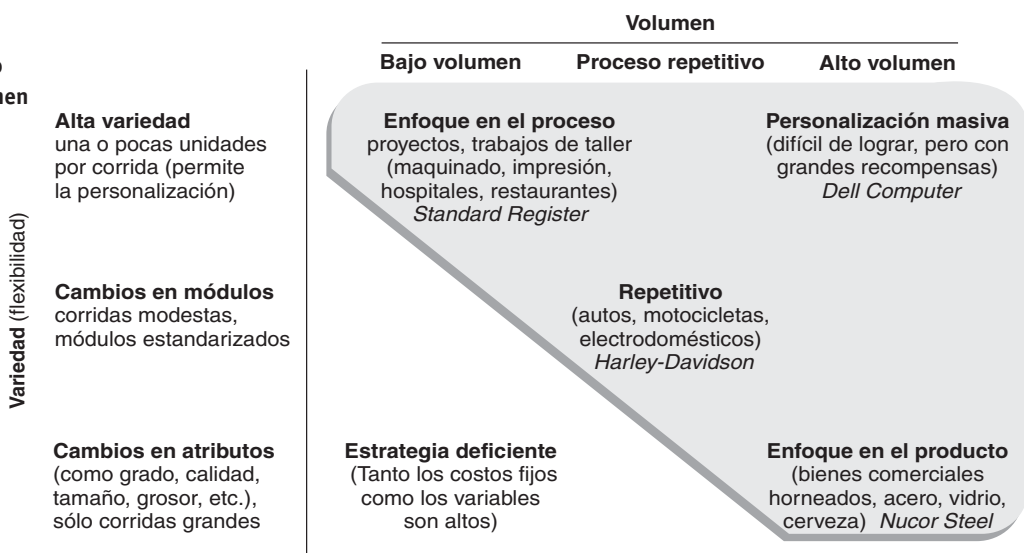 Volumen
Bajo volumen Proceso repetitivo Alto volumen
Variedad (flexibilidad)
Alta variedad
una o pocas unidades
por corrida (permite
la personalización)
Enfoque en el proceso
proyectos, trabajos de taller
(maquinado, impresión,
hospitales, restaurantes)
Standard Register
Personalización masiva
(difícil de lograr, pero con
grandes recompensas)
Dell Computer
Cambios en módulos
corridas modestas,
módulos estandarizados
Repetitivo
(autos, motocicletas,
electrodomésticos)
Harley-Davidson
Cambios en atributos
(como grado, calidad,
tamaño, grosor, etc.),
sólo corridas grandes
Estrategia deficiente
(Tanto los costos fijos
como los variables
son altos)
Enfoque en el producto
(bienes comerciales
horneados, acero, vidrio,
cerveza) Nucor Steel